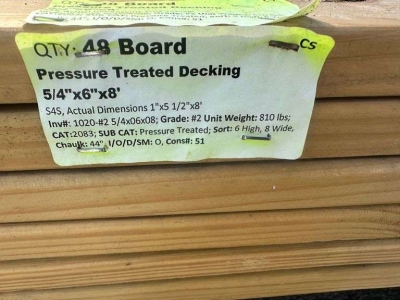 QTY: 48 Board
CS
Pressure Treated Decking
5/4"x6"x8'
S4S, Actual Dimensions 1"x5 1/2"x8'
Inv#: 1020-#2 5/4x06x08; Grade: #2 Unit Weight: 810 lbs;
CAT:2083; SUB CAT: Pressure Treated; Sort: 6 High, 8 Wide,
Chaulk: 44", I/O/D/SM: O, Cons#: 51